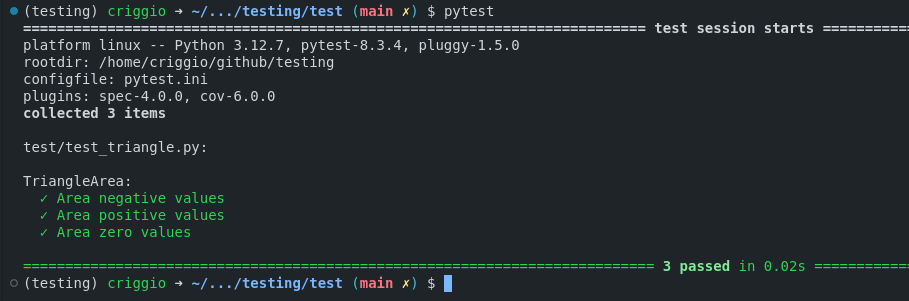 (testing) criggio → ~/.../testing/test (main ✗) $ pytest
========================================================================== test session starts ===========
platform linux -- Python 3.12.7, pytest-8.3.4, pluggy-1.5.0
rootdir: /home/criggio/github/testing
configfile: pytest.ini
plugins: spec-4.0.0, cov-6.0.0
collected 3 items
test/test_triangle.py:
TriangleArea:
✓ Area negative values
✓ Area positive values
✓ Area zero values
=========================================================================== 3 passed in 0.02s ============
(testing) criggio → ~/.../testing/test (main ✗) $